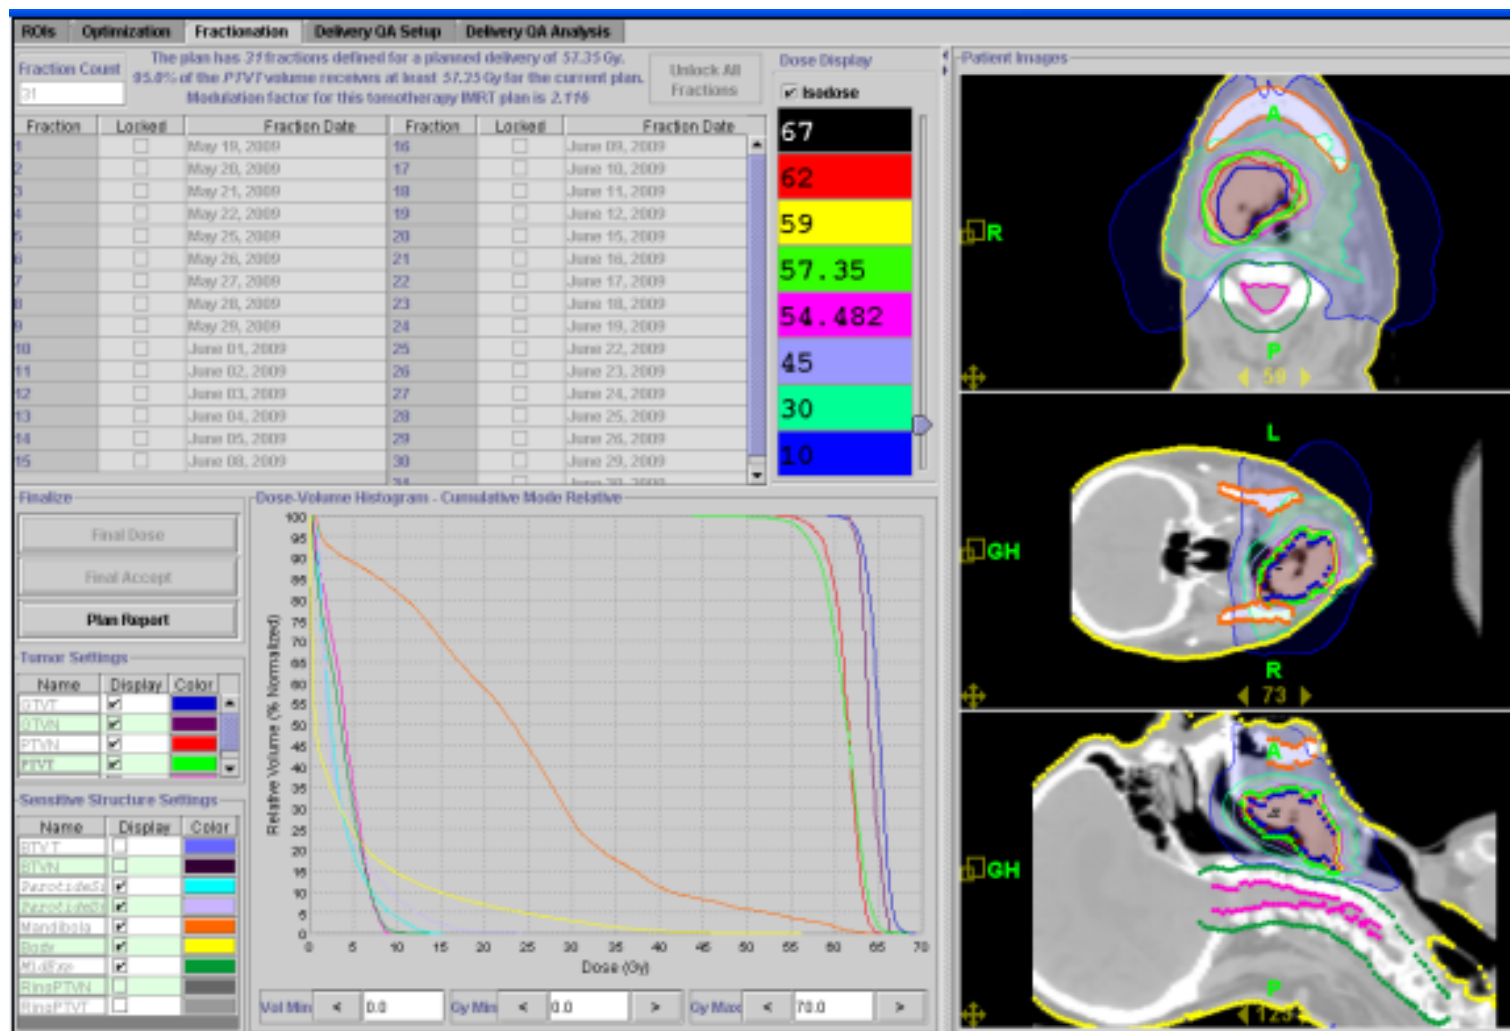 ROIs Optimization Fractionation Delivery QA Setup Delivery QA Analysis
Fraction Count
31
The plan has 31 fractions defined for a planned delivery of 57.35 Gy.
95.0% of the PTVT volume receives at least 57.25 Gy for the current plan.
Modulation factor for this tomotherapy IMRT plan is 2.116
Unlock All
Fractions
Fraction Locked Fraction Date Fraction Locked Fraction Date
1 May 19, 2009 16 June 09, 2009
2 May 20, 2009 17 June 10, 2009
3 May 21, 2009 18 June 11, 2009
4 May 22, 2009 19 June 12, 2009
5 May 25, 2009 20 June 15, 2009
6 May 26, 2009 21 June 16, 2009
7 May 27, 2009 22 June 17, 2009
8 May 28, 2009 23 June 18, 2009
9 May 29, 2009 24 June 19, 2009
10 June 01, 2009 25 June 22, 2009
11 June 02, 2009 26 June 23, 2009
12 June 03, 2009 27 June 24, 2009
13 June 04, 2009 28 June 25, 2009
14 June 05, 2009 29 June 26, 2009
15 June 08, 2009 30 June 29, 2009
31 June 30, 2009
Dose Display
Isodose
67
62
59
57.35
54.482
45
30
10
Patient Images
A
R
P
59
L
GH
R
73
A
GH
P
Finalize
Final Dose
Final Accept
Plan Report
Tumor Settings
Name Display Color
GTVT
GTVN
PTVN
PTVT
Sensitive Structure Settings
Name Display Color
BTVT
BTVN
ParotideS
ParotideD
Mandibola
Body
MidExp
RingPTVN
RingPTVT
Dose-Volume Histogram - Cumulative Mode Relative
Relative Volume (% Normalized)
100
95
90
85
80
75
70
65
60
55
50
45
40
35
30
25
20
15
10
5
0
0 5 10 15 20 25 30 35 40 45 50 55 60 65 70
Dose (Gy)
Vol Min < 0.0 Gy Min < 0.0 > Gy Max < 70.0 >